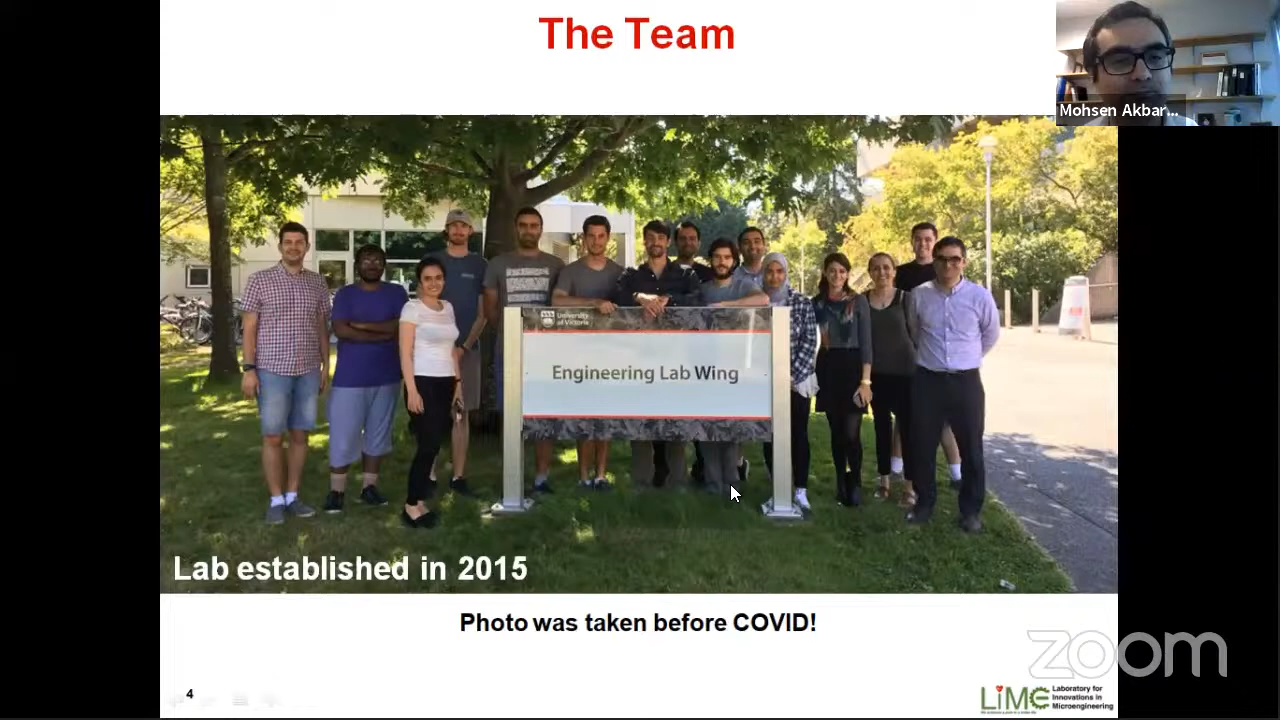 The Team
Mohsen Akbar...
University
of Victoria
Engineering Lab Wing
Lab established in 2015
Photo was taken before COVID!
zoom
4
LiME
Laboratory for
Innovations in
Microengineering